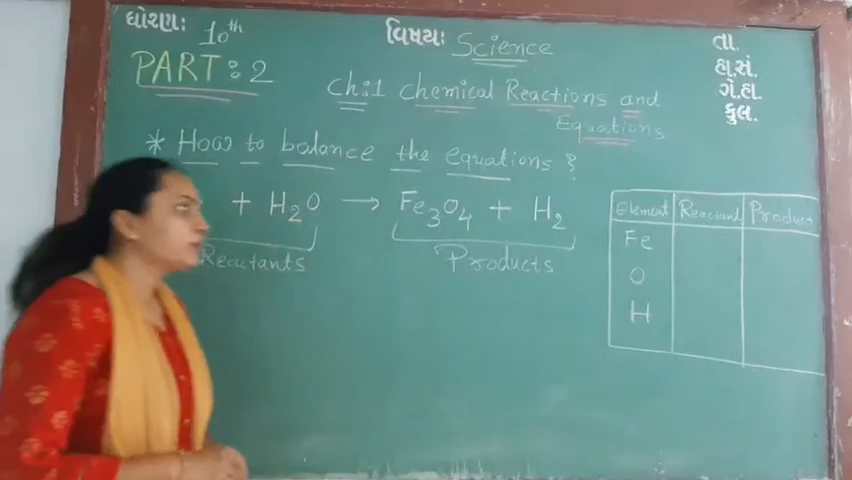 ધોરણ: 10th વિષય: Science તા.
PART: 2 હા.સં.
Ch:1 Chemical Reactions and ગે.હા.
Equations કુલ.
* How to balance the equations ?
+ H2O → Fe3O4 + H2
Reactants Products
Element Reactant Product
Fe
O
H